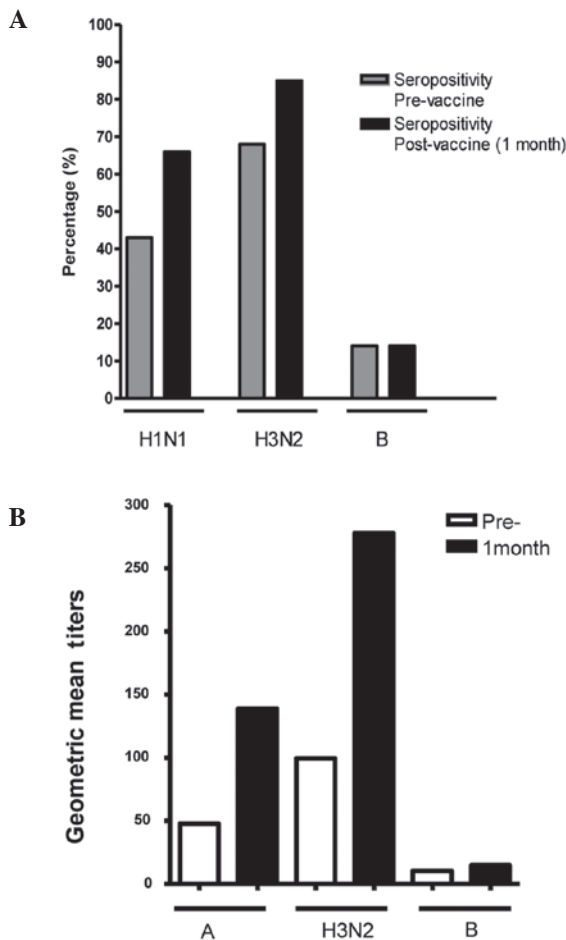 A
100
90
80
70
60
50
40
30
20
10
0
Percentage (%)
Seropositivity
Pre-vaccine
Seropositivity
Post-vaccine (1 month)
H1N1 H3N2 B
B
300
250
200
150
100
50
0
Geometric mean titers
Pre-
1month
A H3N2 B